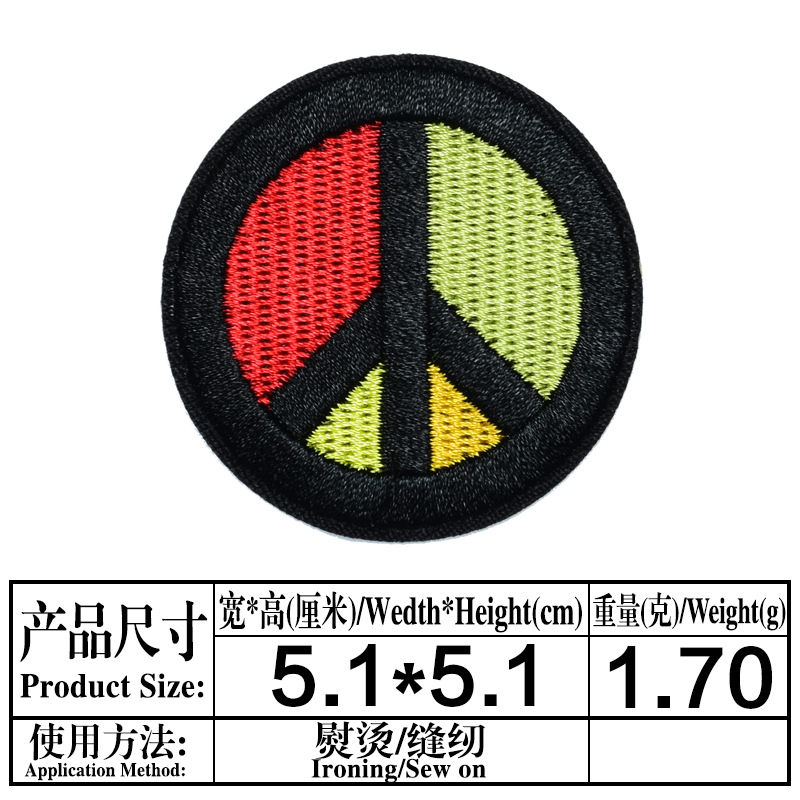 产品尺寸
Product Size:
宽*高(厘米)/Wedth*Height(cm)
重量(克)/Weight(g)
5.1*5.1
1.70
使用方法:
Application Method:
熨烫/缝纫
Ironing/Sew on